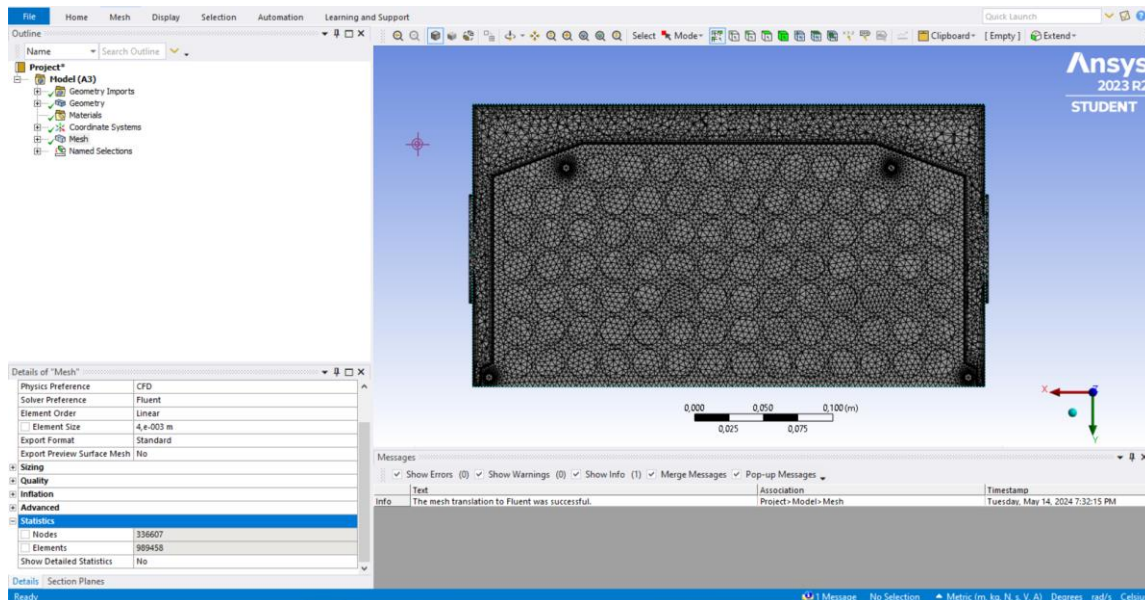 File Home Mesh Display Selection Automation Learning and Support Quick Launch
Outline
Name Search Outline
Select Mode Clipboard [Empty] Extend
Project*
Model (A3)
Geometry Imports
Geometry
Materials
Coordinate Systems
Mesh
Named Selections
Ansys
2023 R2
STUDENT
0,000 0,050 0,100 (m)
0,025 0,075
X
Z
Y
Details of "Mesh"
Physics Preference CFD
Solver Preference Fluent
Element Order Linear
Element Size 4,e-003 m
Export Format Standard
Export Preview Surface Mesh No
Sizing
Quality
Inflation
Advanced
Statistics
Nodes 336607
Elements 989458
Show Detailed Statistics No
Details Section Planes
Messages
Show Errors (0) Show Warnings (0) Show Info (1) Merge Messages Pop-up Messages
Text Association Timestamp
Info The mesh translation to Fluent was successful. Project>Model>Mesh Tuesday, May 14, 2024 7:32:15 PM
Ready 1 Message No Selection Metric (m, kg, N, s, V, A) Degrees rad/s Celsius